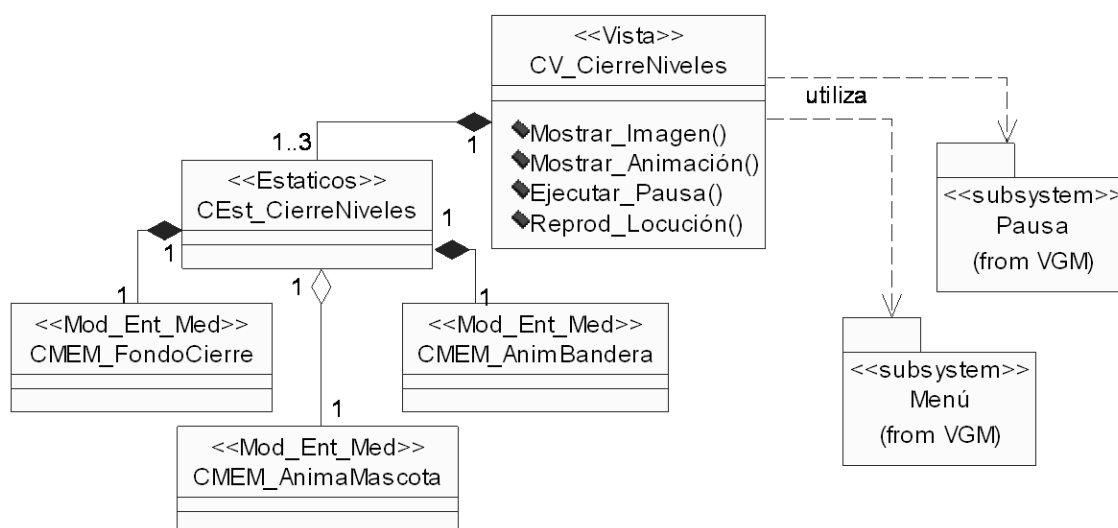 <<Vista>>
CV_CierreNiveles
Mostrar_Imagen()
Mostrar_Animación()
Ejecutar_Pausa()
Reprod_Locución()
utiliza
1
1..3
<<Estaticos>>
CEst_CierreNiveles
1
1
1
1
1
1
<<Mod_Ent_Med>>
CMEM_FondoCierre
<<Mod_Ent_Med>>
CMEM_AnimBandera
1
<<Mod_Ent_Med>>
CMEM_AnimaMascota
<<subsystem>>
Pausa
(from VGM)
<<subsystem>>
Menú
(from VGM)